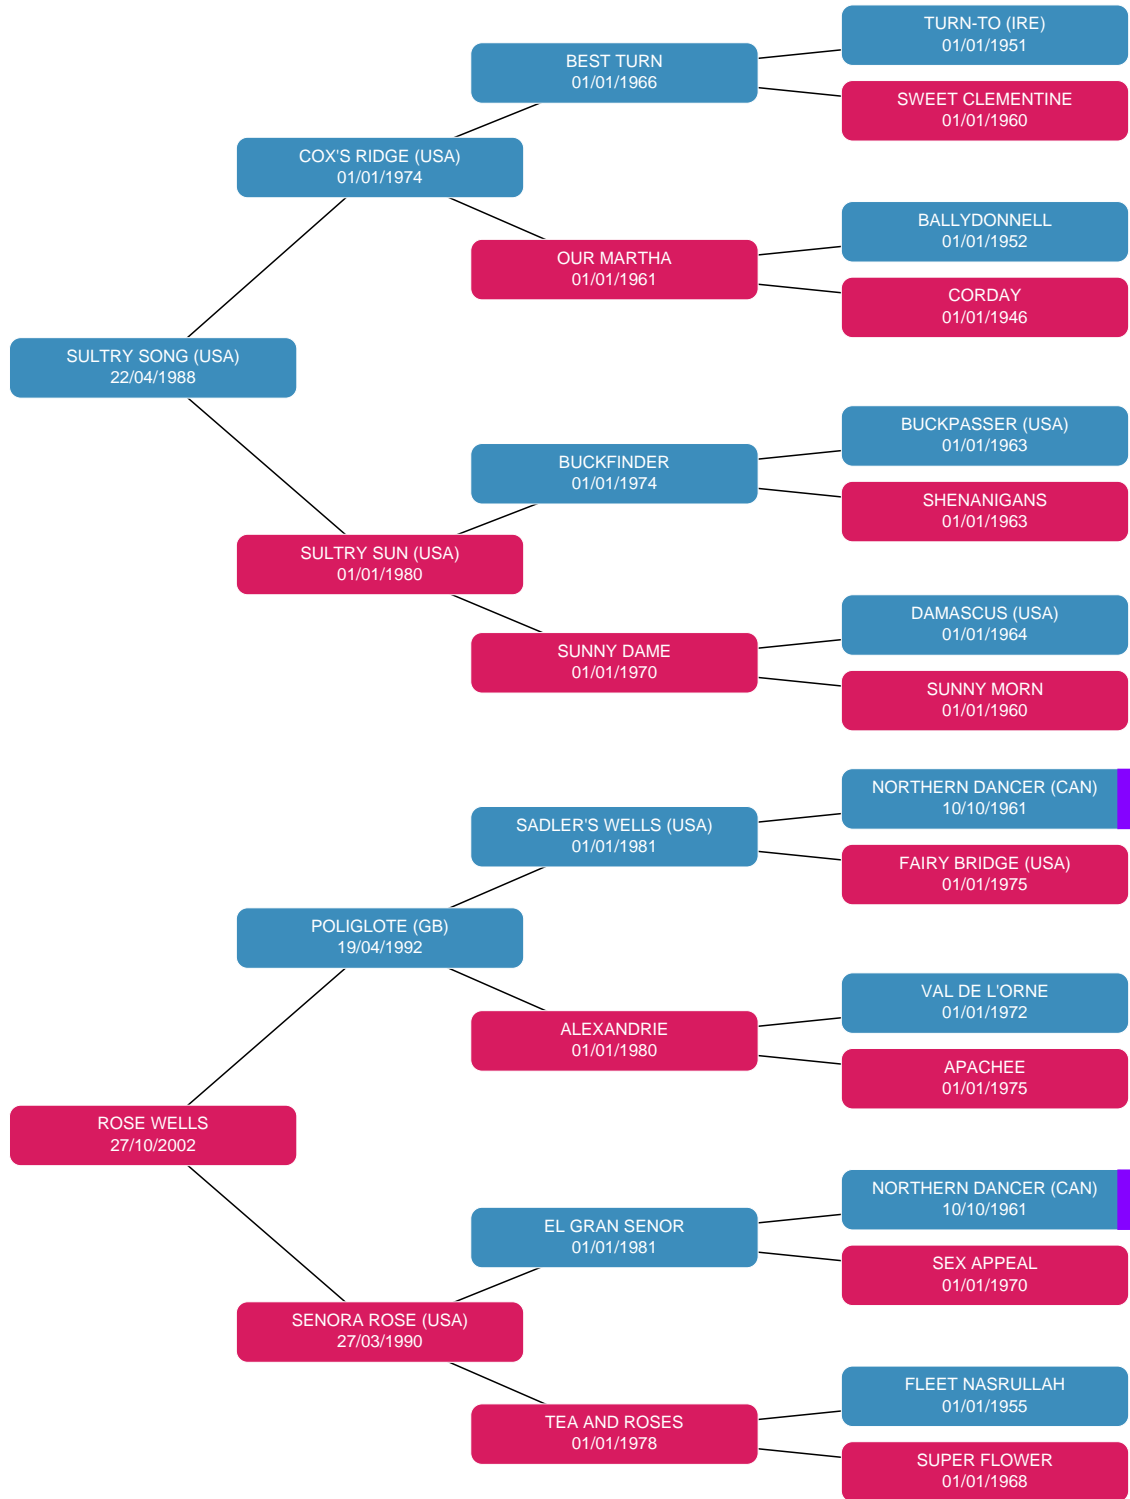 TURN-TO (IRE)
01/01/1951
BEST TURN
01/01/1966
SWEET CLEMENTINE
01/01/1960
COX'S RIDGE (USA)
01/01/1974
BALLYDONNELL
01/01/1952
OUR MARTHA
01/01/1961
CORDAY
01/01/1946
SULTRY SONG (USA)
22/04/1988
BUCKPASSER (USA)
01/01/1963
BUCKFINDER
01/01/1974
SHENANIGANS
01/01/1963
SULTRY SUN (USA)
01/01/1980
DAMASCUS (USA)
01/01/1964
SUNNY DAME
01/01/1970
SUNNY MORN
01/01/1960
NORTHERN DANCER (CAN)
10/10/1961
SADLER'S WELLS (USA)
01/01/1981
FAIRY BRIDGE (USA)
01/01/1975
POLIGLOTE (GB)
19/04/1992
VAL DE L'ORNE
01/01/1972
ALEXANDRIE
01/01/1980
APACHEE
01/01/1975
ROSE WELLS
27/10/2002
NORTHERN DANCER (CAN)
10/10/1961
EL GRAN SENOR
01/01/1981
SEX APPEAL
01/01/1970
SENORA ROSE (USA)
27/03/1990
FLEET NASRULLAH
01/01/1955
TEA AND ROSES
01/01/1978
SUPER FLOWER
01/01/1968